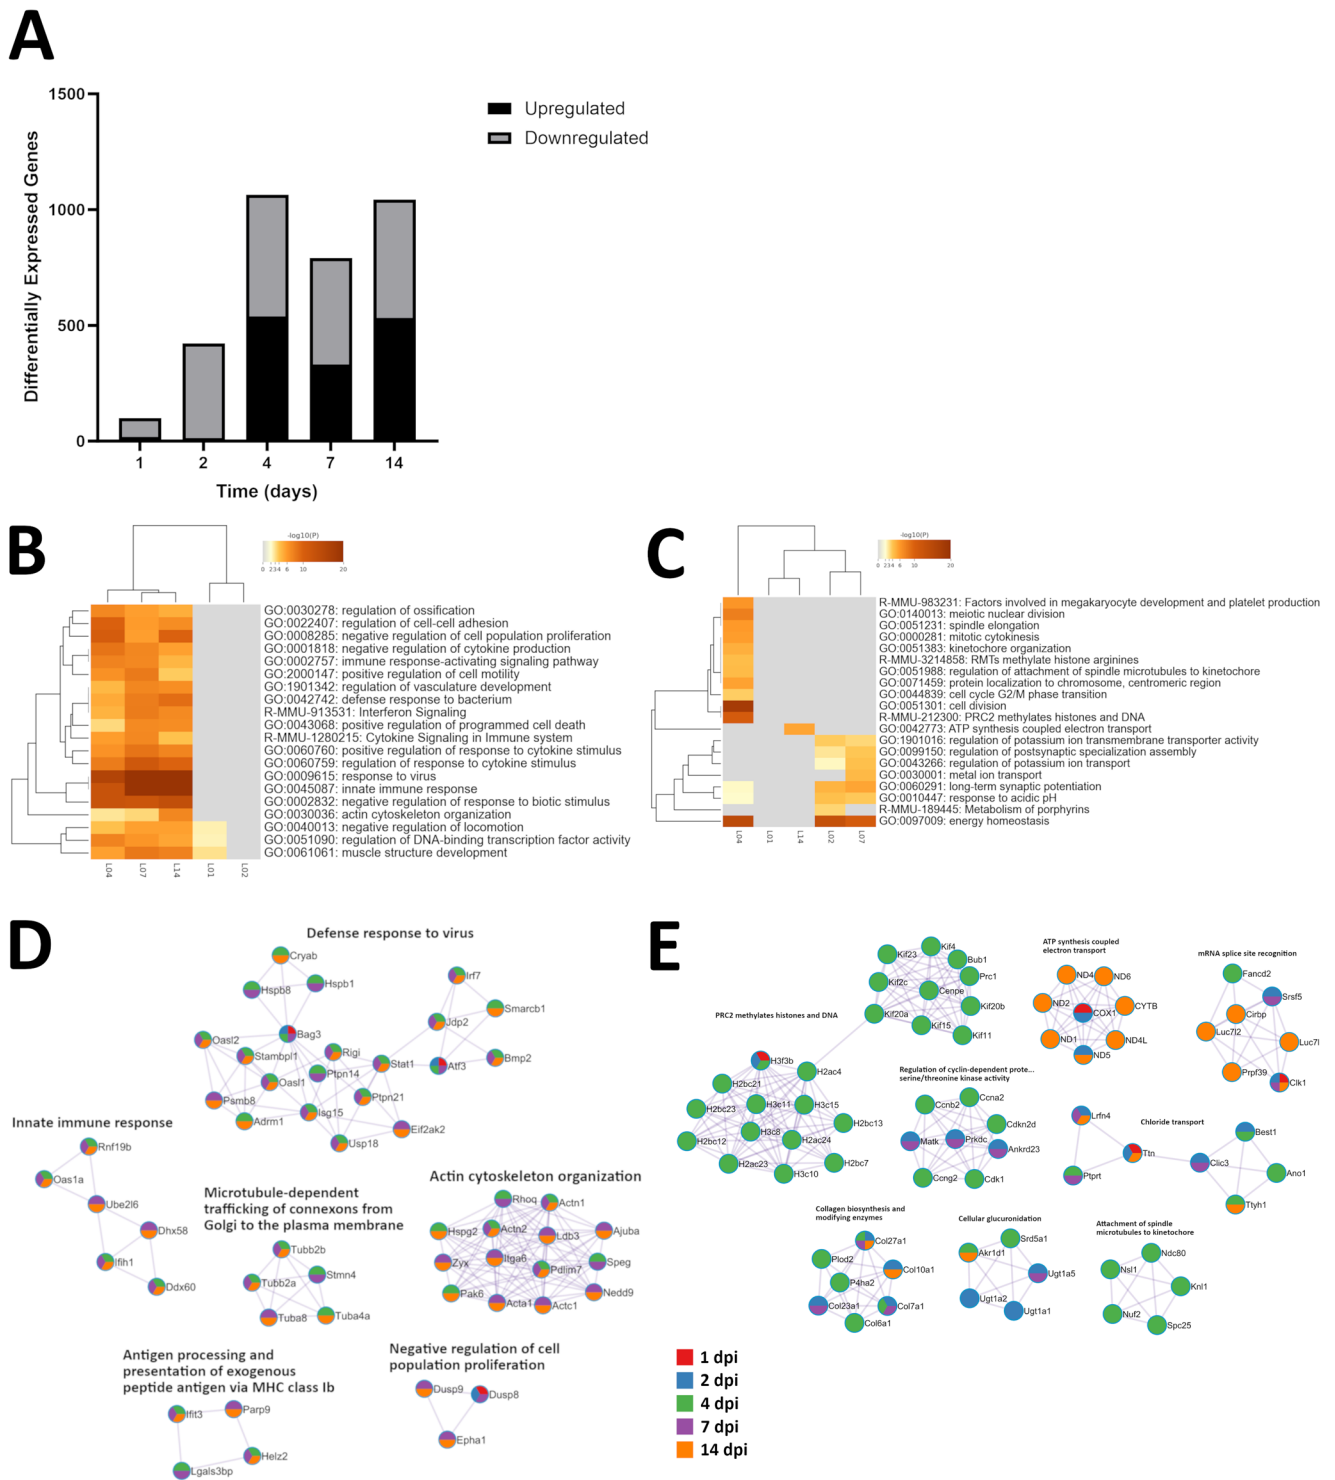 A
1500
1000
500
0
Differentially Expressed Genes
1
2
4
7
14
Time (days)
Upregulated
Downregulated
B
-log10(P)
0 2 3 4 6 10 20
GO:0030278: regulation of ossification
GO:0022407: regulation of cell-cell adhesion
GO:0008285: negative regulation of cell population proliferation
GO:0001818: negative regulation of cytokine production
GO:0002757: immune response-activating signaling pathway
GO:2000147: positive regulation of cell motility
GO:1901342: regulation of vasculature development
GO:0042742: defense response to bacterium
R-MMU-913531: Interferon Signaling
GO:0043068: positive regulation of programmed cell death
R-MMU-1280215: Cytokine Signaling in Immune system
GO:0060760: positive regulation of response to cytokine stimulus
GO:0060759: regulation of response to cytokine stimulus
GO:0009615: response to virus
GO:0045087: innate immune response
GO:0002832: negative regulation of response to biotic stimulus
GO:0030036: actin cytoskeleton organization
GO:0040013: negative regulation of locomotion
GO:0051090: regulation of DNA-binding transcription factor activity
GO:0061061: muscle structure development
L04
L07
L14
L01
L02
C
-log10(P)
0 2 3 4 6 10 20
R-MMU-983231: Factors involved in megakaryocyte development and platelet production
GO:0140013: meiotic nuclear division
GO:0051231: spindle elongation
GO:0000281: mitotic cytokinesis
GO:0051383: kinetochore organization
R-MMU-3214858: RMTs methylate histone arginines
GO:0051988: regulation of attachment of spindle microtubules to kinetochore
GO:0071459: protein localization to chromosome, centromeric region
GO:0044839: cell cycle G2/M phase transition
GO:0051301: cell division
R-MMU-212300: PRC2 methylates histones and DNA
GO:0042773: ATP synthesis coupled electron transport
GO:1901016: regulation of potassium ion transmembrane transporter activity
GO:0099150: regulation of postsynaptic specialization assembly
GO:0043266: regulation of potassium ion transport
GO:0030001: metal ion transport
GO:0060291: long-term synaptic potentiation
GO:0010447: response to acidic pH
R-MMU-189445: Metabolism of porphyrins
GO:0097009: energy homeostasis
L04
L01
L14
L02
L07
D
Defense response to virus
Cryab
Hspb8
Hspb1
Irf7
Smarcb1
Jdp2
Bag3
Oasl2
Stambpl1
Rigi
Stat1
Atf3
Bmp2
Ptpn14
Oasl1
Psmb8
Ptpn21
Adrm1
Isg15
Eif2ak2
Usp18
Innate immune response
Rnf19b
Oas1a
Ube2l6
Dhx58
Ifih1
Ddx60
Microtubule-dependent
trafficking of connexons from
Golgi to the plasma membrane
Tubb2b
Stmn4
Tubb2a
Tuba8
Tuba4a
Actin cytoskeleton organization
Rhoq
Actn1
Hspg2
Actn2
Ldb3
Ajuba
Zyx
Itga6
Pdlim7
Speg
Pak6
Acta1
Actc1
Nedd9
Antigen processing and
presentation of exogenous
peptide antigen via MHC class Ib
Ifit3
Parp9
Helz2
Lgals3bp
Negative regulation of cell
population proliferation
Dusp9
Dusp8
Epha1
E
Kif23
Kif4
Bub1
Prc1
Kif2c
Cenpe
Kif20b
Kif20a
Kif15
Kif11
PRC2 methylates histones and DNA
H3f3b
H2ac4
H2bc21
H2bc23
H3c11
H3c15
H2bc13
H2bc12
H3c8
H2ac24
H2ac23
H3c10
H2bc7
ATP synthesis coupled
electron transport
ND4
ND6
ND2
COX1
CYTB
ND1
ND4L
ND5
mRNA splice site recognition
Fancd2
Srsf5
Cirbp
Luc7l2
Luc7l
Prpf39
Clk1
Regulation of cyclin-dependent prote...
serine/threonine kinase activity
Ccnb2
Ccna2
Cdkn2d
Matk
Prkdc
Ankrd23
Ccng2
Cdk1
Chloride transport
Lrfn4
Ttn
Ptprt
Best1
Clic3
Ano1
Ttyh1
Collagen biosynthesis and
modifying enzymes
Col27a1
Plod2
Col10a1
P4ha2
Col23a1
Col7a1
Col6a1
Cellular glucuronidation
Srd5a1
Akr1d1
Ugt1a5
Ugt1a2
Ugt1a1
Attachment of spindle
microtubules to kinetochore
Ndc80
Nsl1
Knl1
Nuf2
Spc25
1 dpi
2 dpi
4 dpi
7 dpi
14 dpi